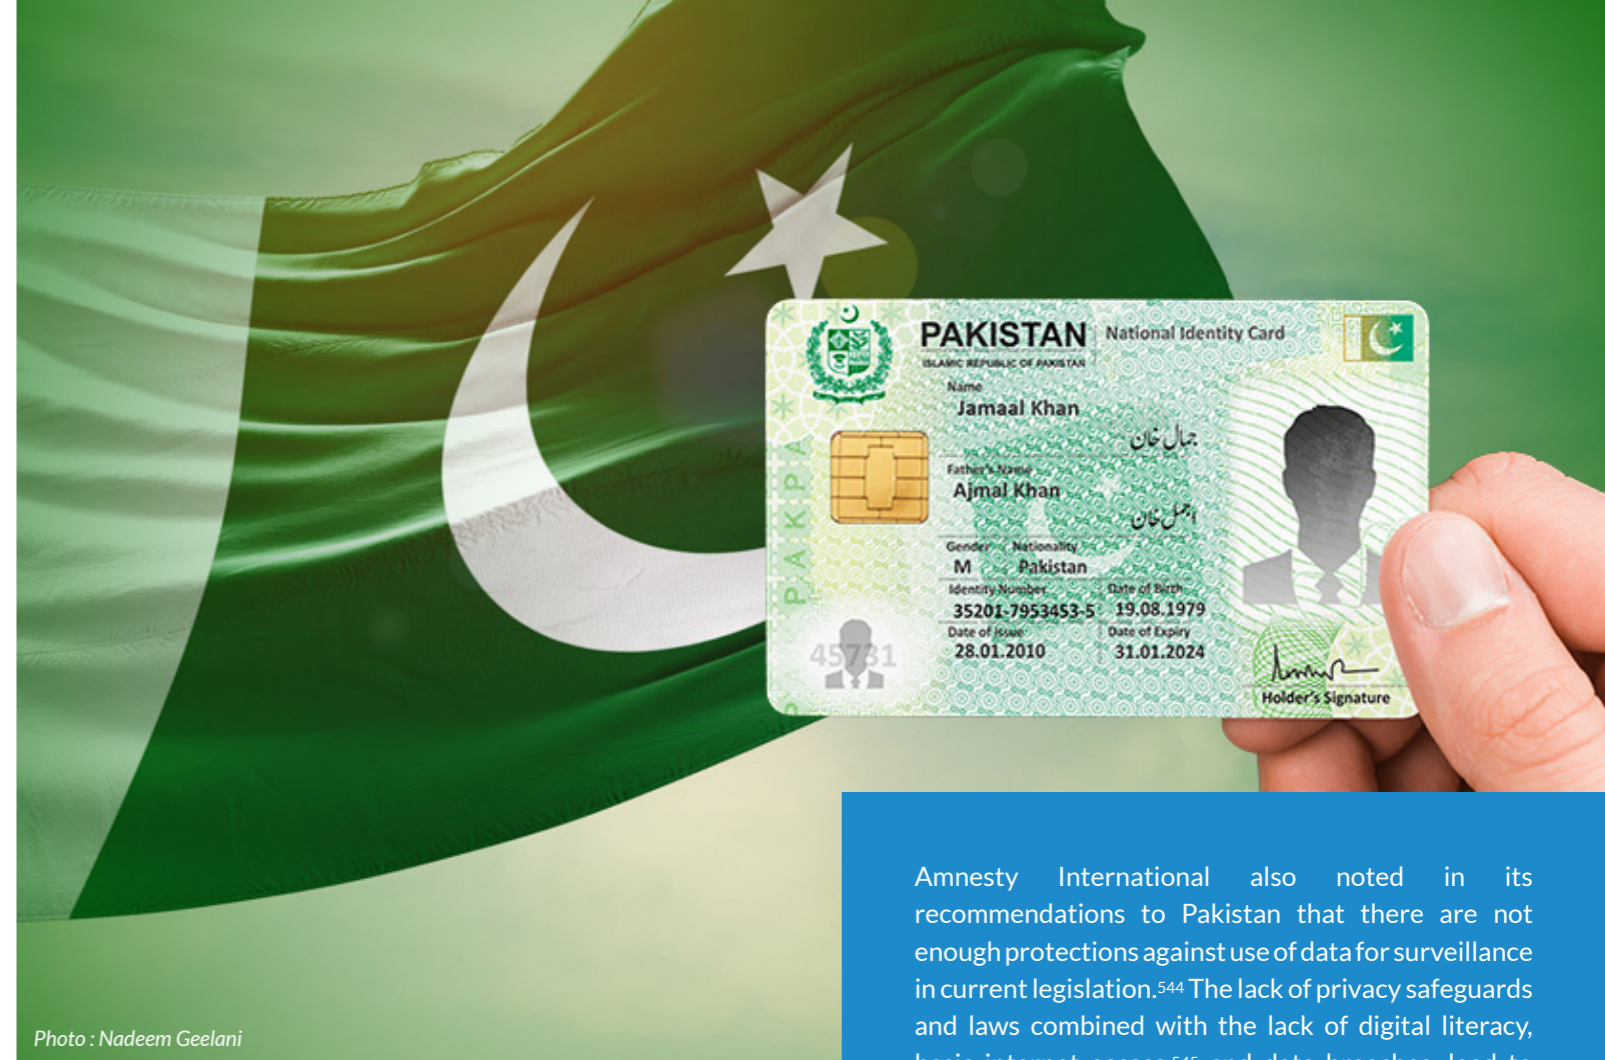 PAKISTAN National Identity Card
ISLAMIC REPUBLIC OF PAKISTAN
Name
Jamaal Khan
جمال خان
Father's Name
Ajmal Khan
اجمل خان
Gender Nationality
M Pakistan
Identity Number Date of Birth
35201-7953453-5 19.08.1979
Date of Issue Date of Expiry
28.01.2010 31.01.2024
45731
Holder's Signature
Amnesty International also noted in its
recommendations to Pakistan that there are not
enough protections against use of data for surveillance
in current legislation.544 The lack of privacy safeguards
and laws combined with the lack of digital literacy,
Photo : Nadeem Geelani